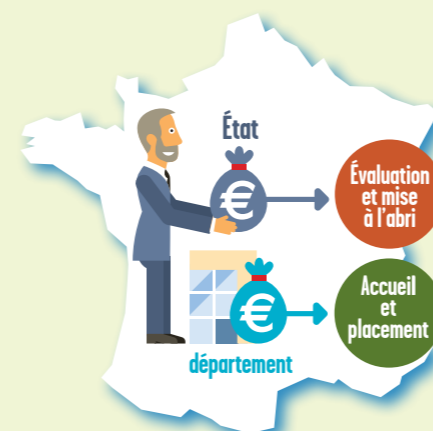 État
€
Évaluation
et mise
à l'abri
€
Accueil
et
placement
département